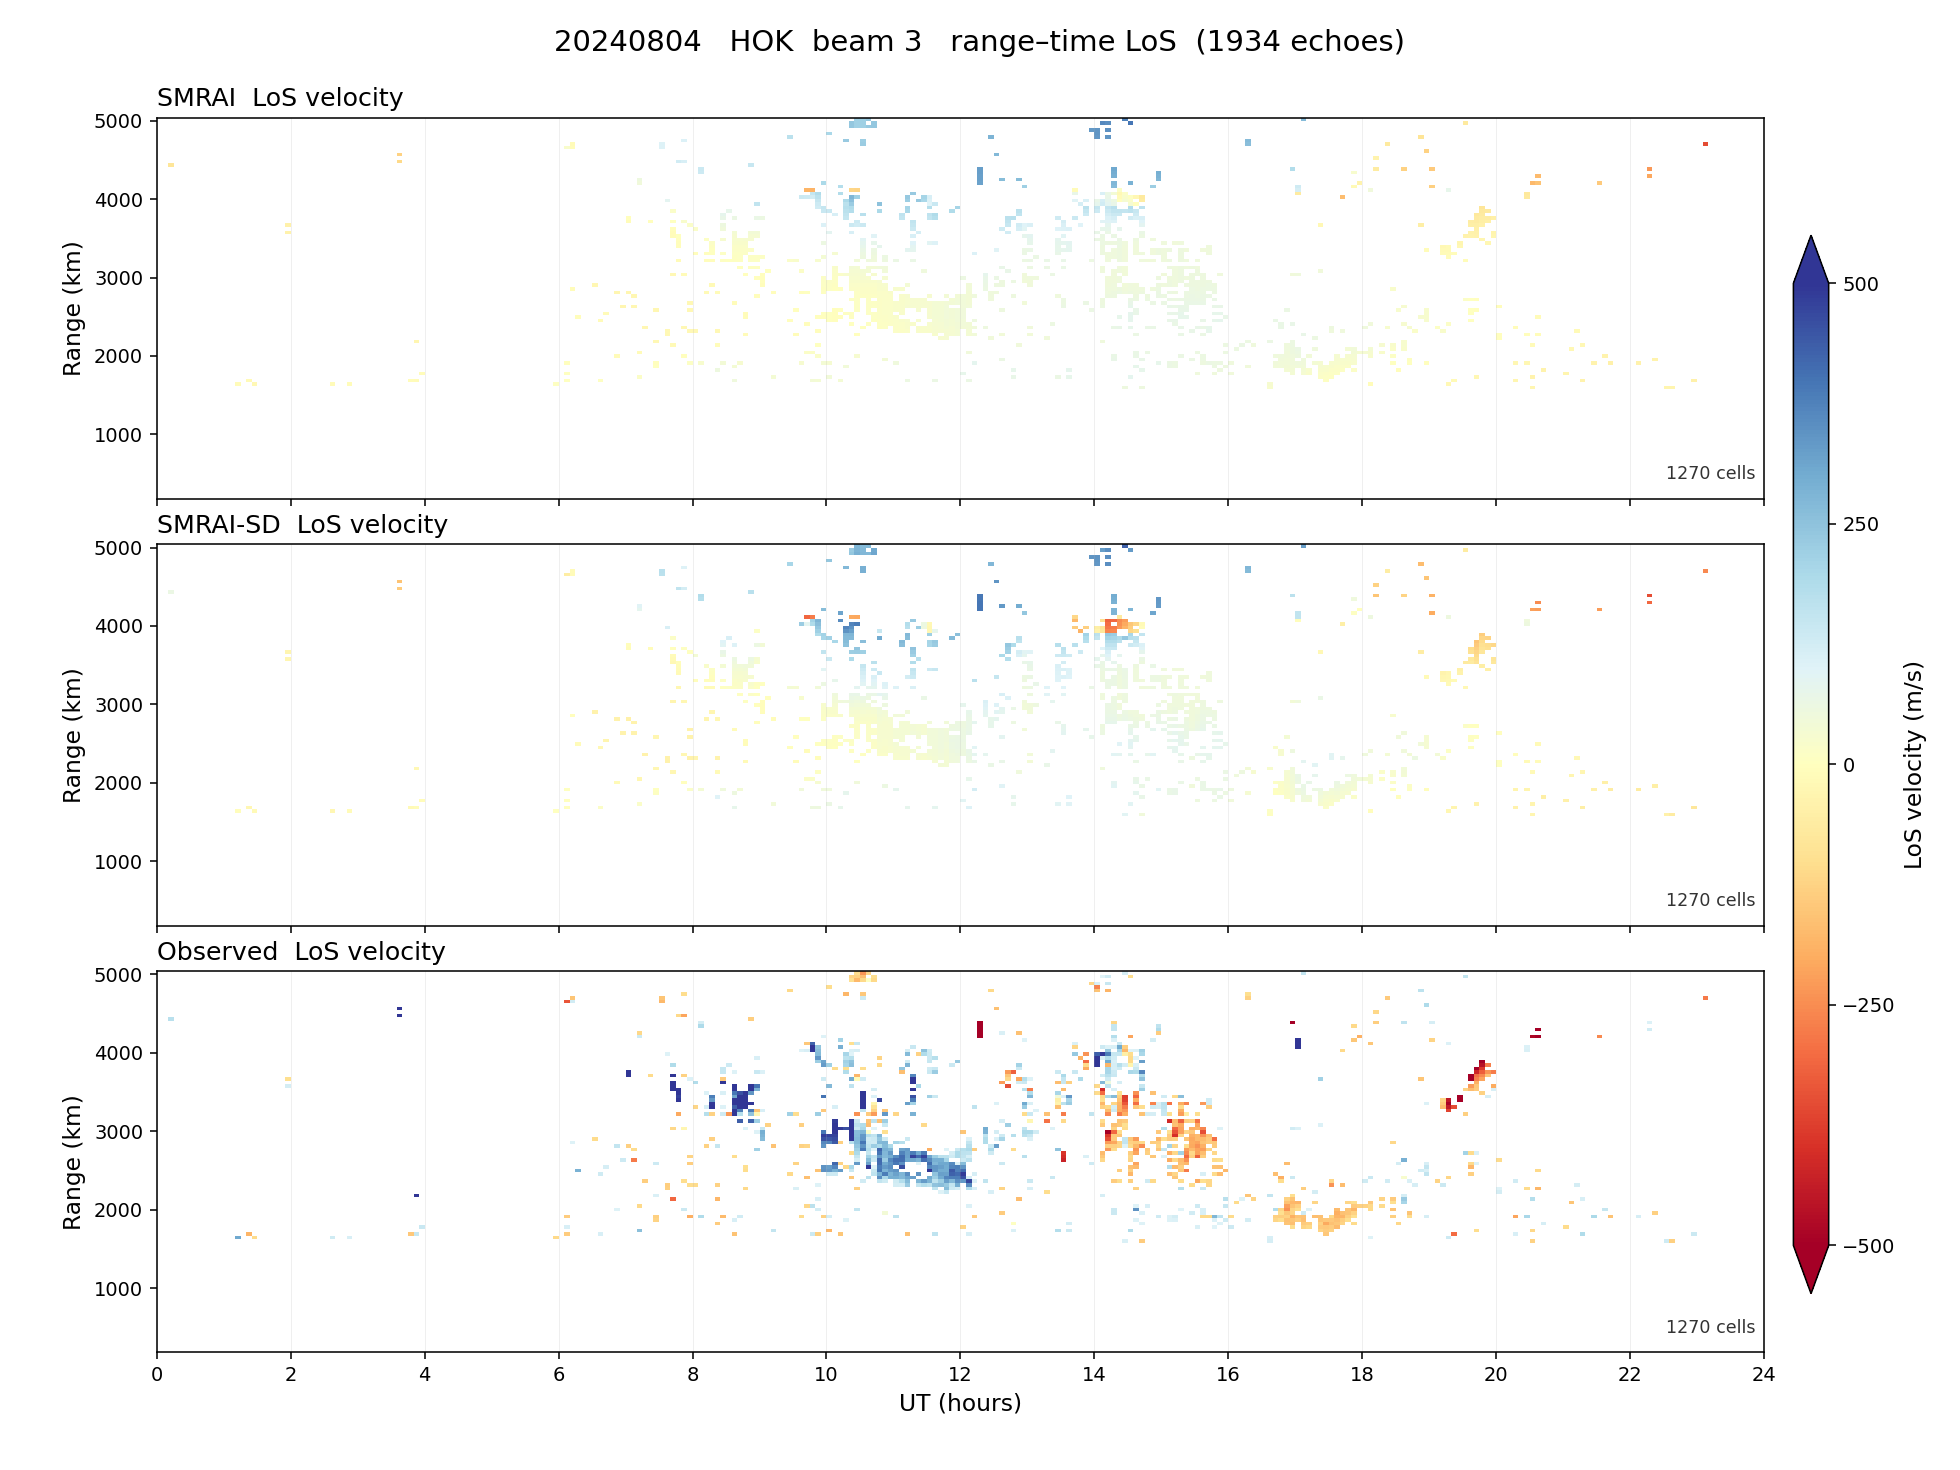 20240804   HOK  beam 3   range–time LoS  (1934 echoes)
SMRAI  LoS velocity
5000
4000
3000
2000
1000
Range (km)
1270 cells
SMRAI-SD  LoS velocity
5000
4000
3000
2000
1000
Range (km)
1270 cells
Observed  LoS velocity
5000
4000
3000
2000
1000
Range (km)
1270 cells
0 2 4 6 8 10 12 14 16 18 20 22 24
UT (hours)
500
250
0
−250
−500
LoS velocity (m/s)